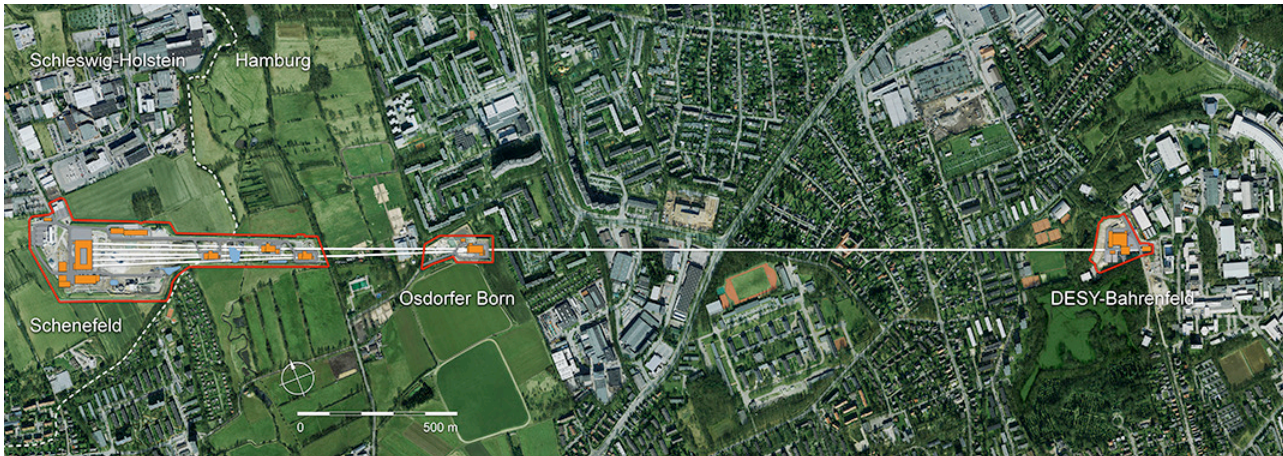 Schleswig-Holstein
Hamburg
Osdorfer Born
DESY-Bahrenfeld
Schenefeld
0
500 m